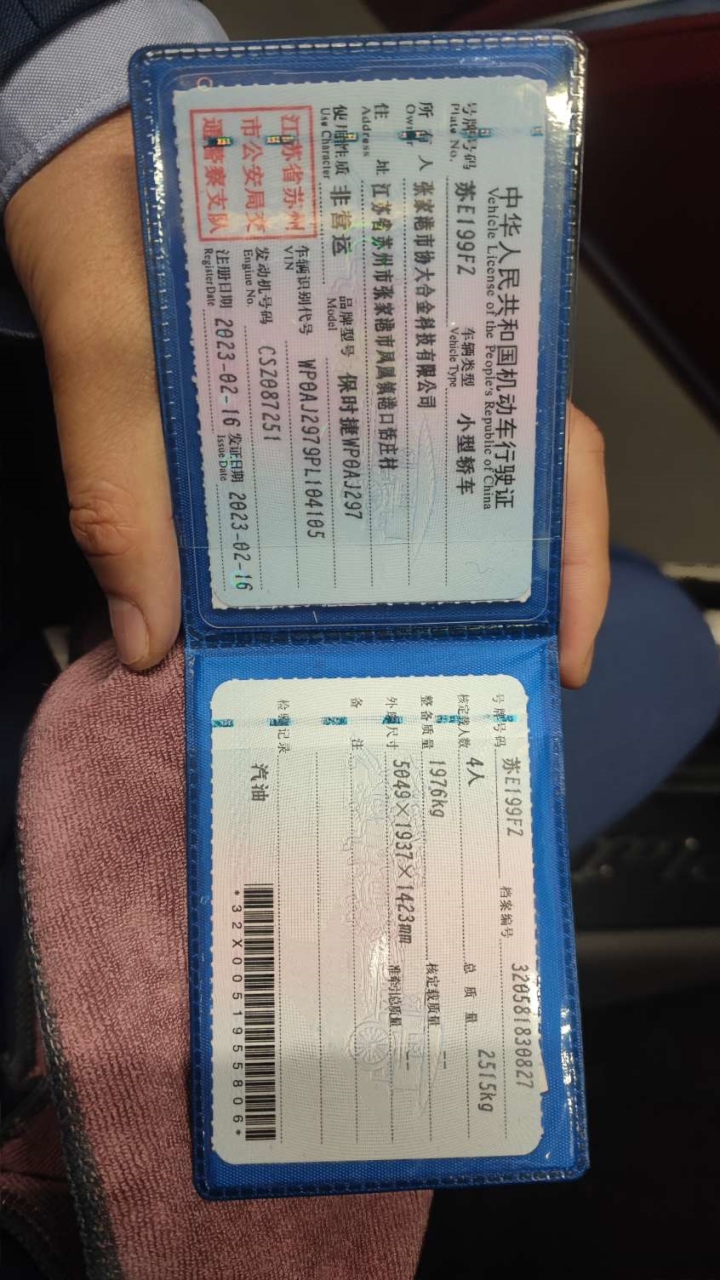 中华人民共和国机动车行驶证
Vehicle License of the People's Republic of China
号牌号码 苏E199FZ 车辆类型 小型轿车
Plate No. Vehicle Type
所有人 张家港市协大合金科技有限公司
Owner
住址 江苏省苏州市张家港市凤凰镇港口恬庄村
Address
使用性质 非营运 品牌型号 保时捷WP0AJ297
Use Character Model
江苏省苏州
市公安局交
通警察支队
车辆识别代号 WP0AJ2979PL104105
VIN
发动机号码 CSZ087251
Engine No.
注册日期 2023-02-16 发证日期 2023-02-16
Register Date Issue Date
号牌号码 苏E199FZ 档案编号 320581830827
核定载人数 4人 总质量 2515kg
整备质量 1976kg 核定载质量 --
外廓尺寸 5049×1937×1423mm 准牵引总质量 --
备注
检验记录
汽油
*32X0051955806*